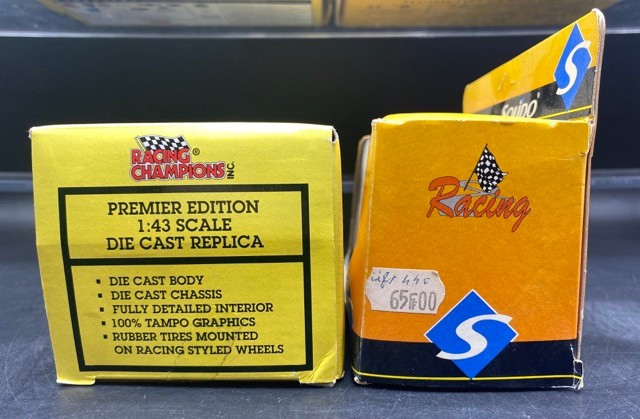 RACING ®
CHAMPIONS INC.
PREMIER EDITION
1:43 SCALE
DIE CAST REPLICA
▪ DIE CAST BODY
▪ DIE CAST CHASSIS
▪ FULLY DETAILED INTERIOR
▪ 100% TAMPO GRAPHICS
▪ RUBBER TIRES MOUNTED
ON RACING STYLED WHEELS
S
Solido
Racing
65F00
S